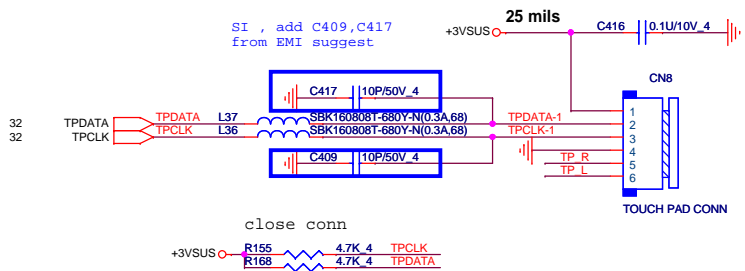 SI , add C409,C417
from EMI suggest
25 mils
+3VSUS
C416 0.1U/10V_4
CN8
C417 10P/50V_4
32 TPDATA TPDATA L37 SBK160808T-680Y-N(0.3A,68) TPDATA-1 1
32 TPCLK TPCLK L36 SBK160808T-680Y-N(0.3A,68) TPCLK-1 2
3
4
C409 10P/50V_4 TP_R 5
TP_L 6
TOUCH PAD CONN
close conn
+3VSUS R155 4.7K_4 TPCLK
R168 4.7K_4 TPDATA